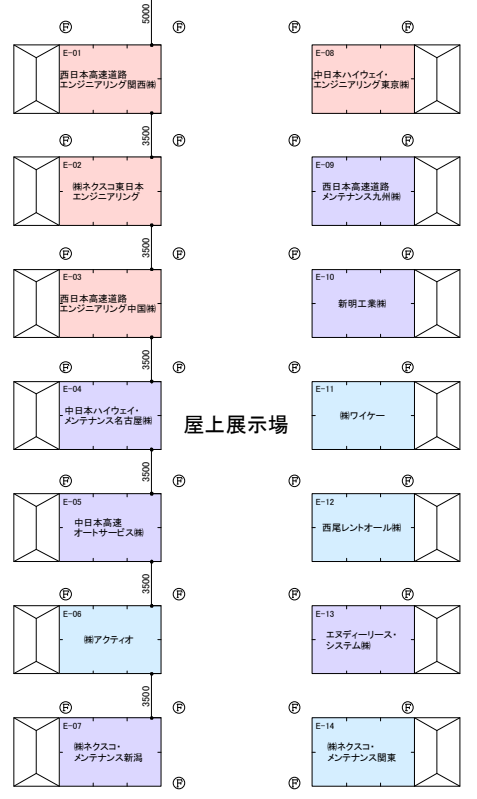 5000
Ⓕ Ⓕ Ⓕ Ⓕ
E-01
西日本高速道路
エンジニアリング関西㈱
E-08
中日本ハイウェイ・
エンジニアリング東京㈱
3500
Ⓕ Ⓕ Ⓕ Ⓕ
E-02
㈱ネクスコ東日本
エンジニアリング
E-09
西日本高速道路
メンテナンス九州㈱
3500
Ⓕ Ⓕ Ⓕ Ⓕ
E-03
西日本高速道路
エンジニアリング中国㈱
E-10
新明工業㈱
3500
Ⓕ Ⓕ Ⓕ Ⓕ
E-04
中日本ハイウェイ・
メンテナンス名古屋㈱
屋上展示場
E-11
㈱ワイケー
3500
Ⓕ Ⓕ Ⓕ Ⓕ
E-05
中日本高速
オートサービス㈱
E-12
西尾レントオール㈱
3500
Ⓕ Ⓕ Ⓕ Ⓕ
E-06
㈱アクティオ
E-13
エヌディーリース・
システム㈱
3500
Ⓕ Ⓕ Ⓕ Ⓕ
E-07
㈱ネクスコ・
メンテナンス新潟
E-14
㈱ネクスコ・
メンテナンス関東
Ⓕ Ⓕ